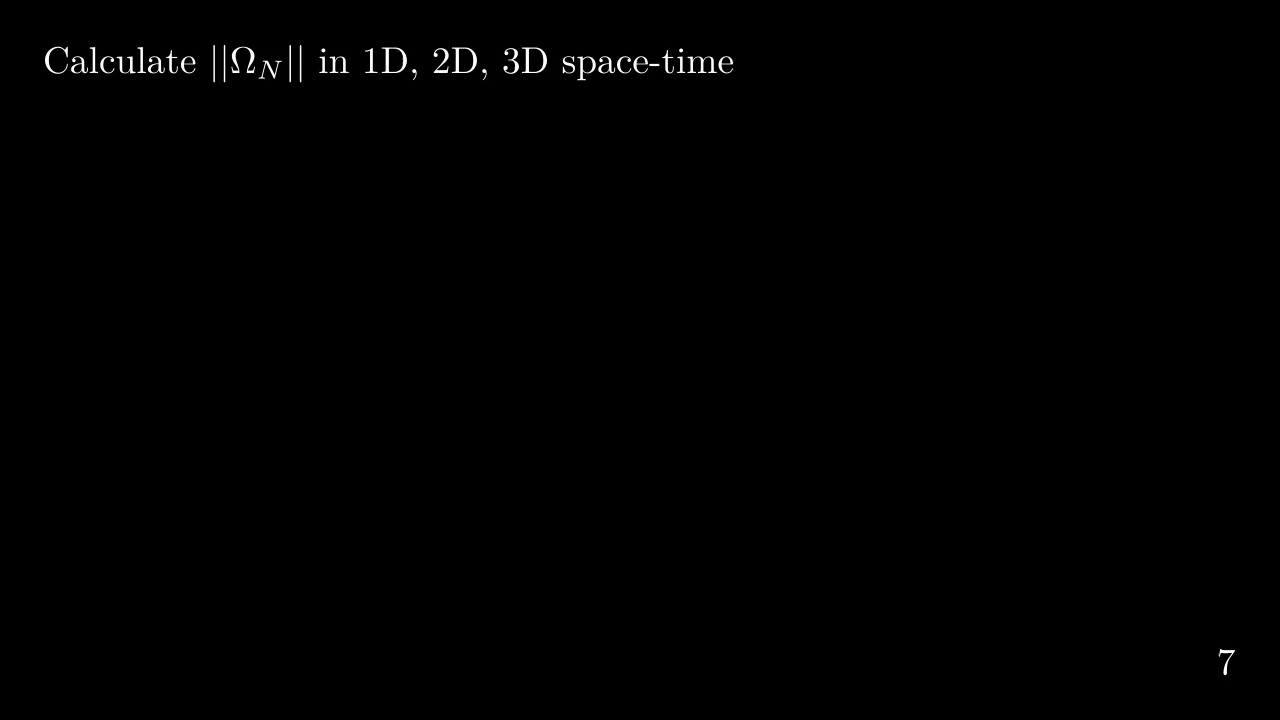 Calculate ||Ω_N|| in 1D, 2D, 3D space-time
7